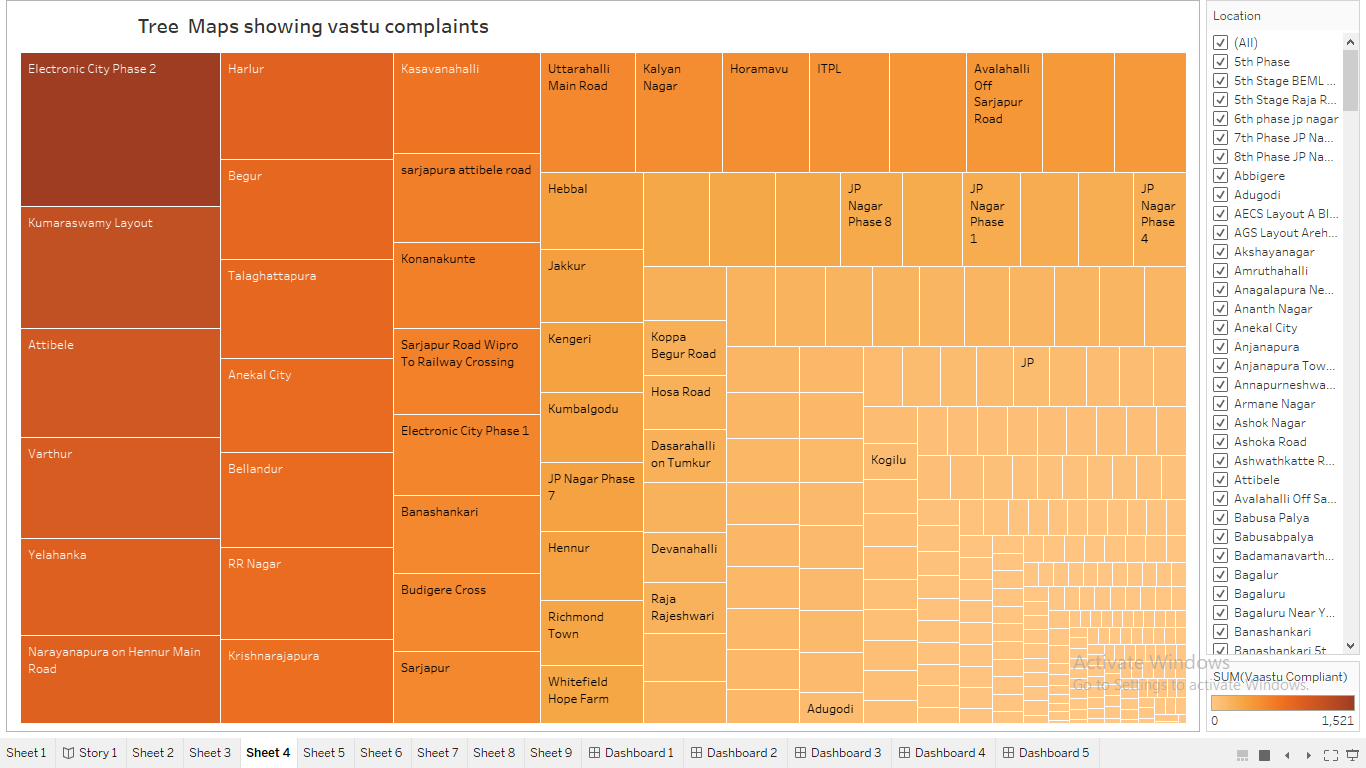 Tree Maps showing vastu complaints
Electronic City Phase 2
Kumaraswamy Layout
Attibele
Varthur
Yelahanka
Narayanapura on Hennur Main
Road
Harlur
Begur
Talaghattapura
Anekal City
Bellandur
RR Nagar
Krishnarajapura
Kasavanahalli
sarjapura attibele road
Konanakunte
Sarjapur Road Wipro
To Railway Crossing
Electronic City Phase 1
Banashankari
Budigere Cross
Sarjapur
Uttarahalli
Main Road
Kalyan
Nagar
Horamavu
ITPL
Avalahalli
Off
Sarjapur
Road
Hebbal
Jakkur
Kengeri
Kumbalgodu
JP Nagar Phase
7
Hennur
Richmond
Town
Whitefield
Hope Farm
JP
Nagar
Phase 8
JP
Nagar
Phase
1
JP
Nagar
Phase
4
Koppa
Begur Road
Hosa Road
Dasarahalli
on Tumkur
Devanahalli
Raja
Rajeshwari
JP
Kogilu
Adugodi
Location
(All)
5th Phase
5th Stage BEML ...
5th Stage Raja R...
6th phase jp nagar
7th Phase JP Na...
8th Phase JP Na...
Abbigere
Adugodi
AECS Layout A Bl...
AGS Layout Areh...
Akshayanagar
Amruthahalli
Anagalapura Ne...
Ananth Nagar
Anekal City
Anjanapura
Anjanapura Tow...
Annapurneshwa...
Armane Nagar
Ashok Nagar
Ashoka Road
Ashwathkatte R...
Attibele
Avalahalli Off Sa...
Babusa Palya
Babusabpalya
Badamanavarth...
Bagalur
Bagaluru
Bagaluru Near Y...
Banashankari
Banashankari 5t
SUM(Vaastu Compliant)
0 1,521
Activate Windows
Go to Settings to activate Windows.
Sheet 1 Story 1 Sheet 2 Sheet 3 Sheet 4 Sheet 5 Sheet 6 Sheet 7 Sheet 8 Sheet 9 Dashboard 1 Dashboard 2 Dashboard 3 Dashboard 4 Dashboard 5